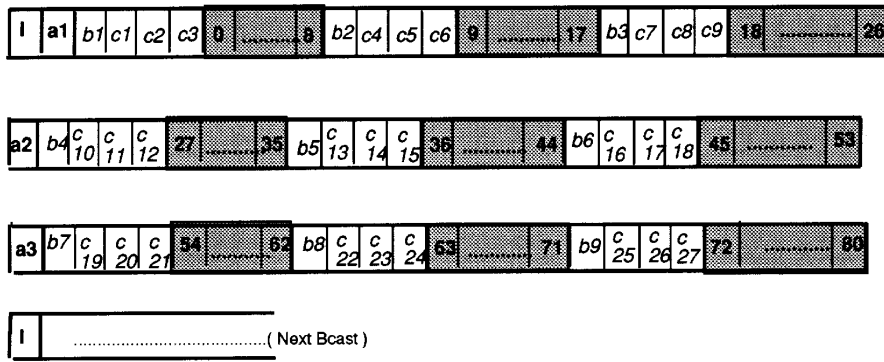 I a1 b1 c1 c2 c3 0 ......... 8 b2 c4 c5 c6 9 ............ 17 b3 c7 c8 c9 18 ............. 26
a2 b4 c 10 c 11 c 12 27 ......... 35 b5 c 13 c 14 c 15 36 ............ 44 b6 c 16 c 17 c 18 45 ............ 53
a3 b7 c 19 c 20 c 21 54 ......... 62 b8 c 22 c 23 c 24 63 ............ 71 b9 c 25 c 26 c 27 72 ............. 80
I ........................................( Next Bcast )